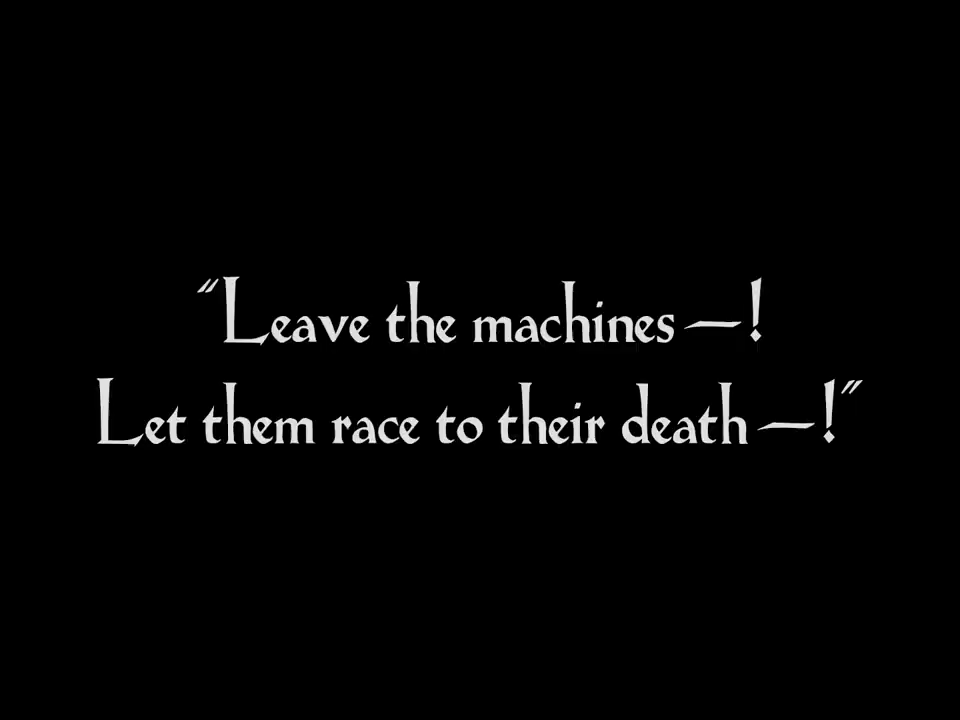 "Leave the machines—!
Let them race to their death—!"